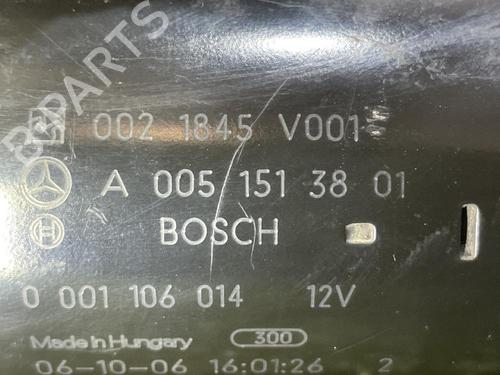 BPARTS
002 1845 V001
A 005 151 38 01
BOSCH
0 001 106 014 12V
Made in Hungary 300
06-10-06 16:01:26 2